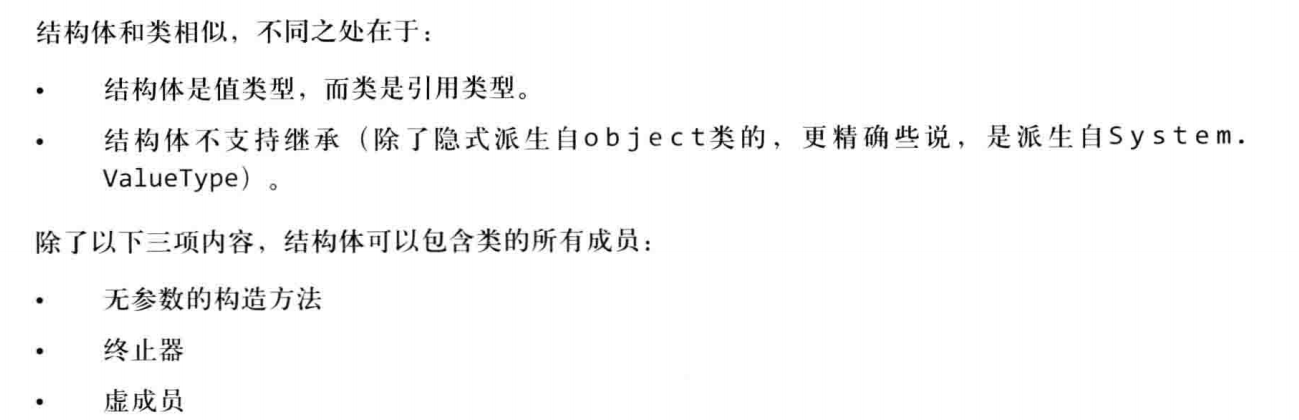 结构体和类相似，不同之处在于：
• 结构体是值类型，而类是引用类型。
• 结构体不支持继承（除了隐式派生自object类的，更精确些说，是派生自System.
ValueType）。
除了以下三项内容，结构体可以包含类的所有成员：
• 无参数的构造方法
• 终止器
• 虚成员